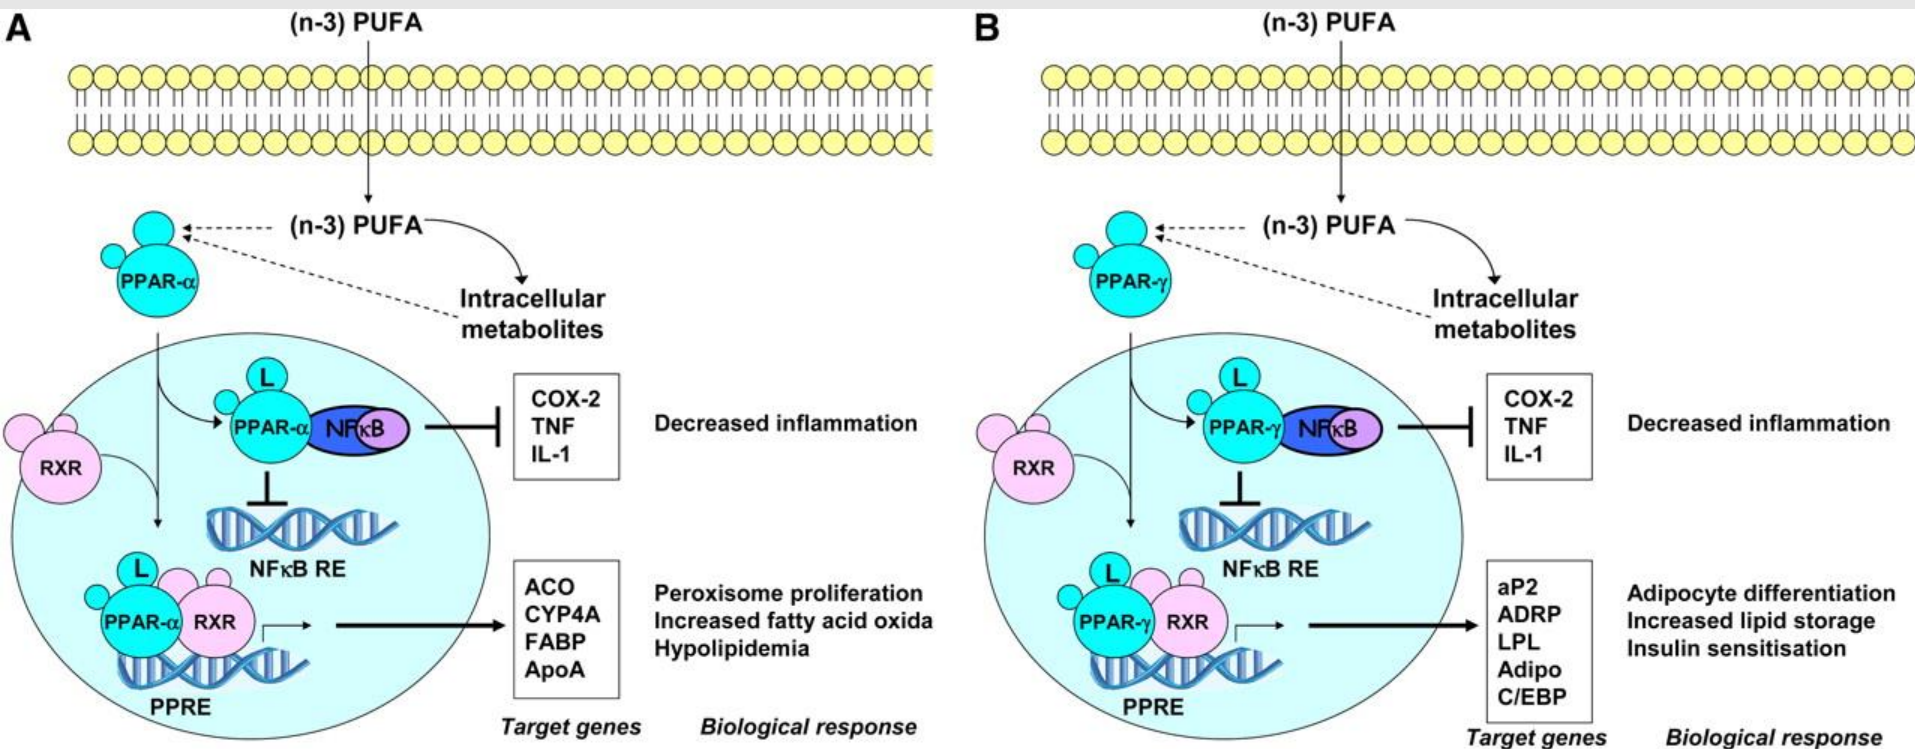 A
(n-3) PUFA
(n-3) PUFA
PPAR-α
Intracellular
metabolites
L
PPAR-α
NFκB
COX-2
TNF
IL-1
Decreased inflammation
RXR
NFκB RE
L
PPAR-α
RXR
PPRE
ACO
CYP4A
FABP
ApoA
Peroxisome proliferation
Increased fatty acid oxida
Hypolipidemia
Target genes
Biological response
B
(n-3) PUFA
(n-3) PUFA
PPAR-γ
Intracellular
metabolites
L
PPAR-γ
NFκB
COX-2
TNF
IL-1
Decreased inflammation
RXR
NFκB RE
L
PPAR-γ
RXR
PPRE
aP2
ADRP
LPL
Adipo
C/EBP
Adipocyte differentiation
Increased lipid storage
Insulin sensitisation
Target genes
Biological response